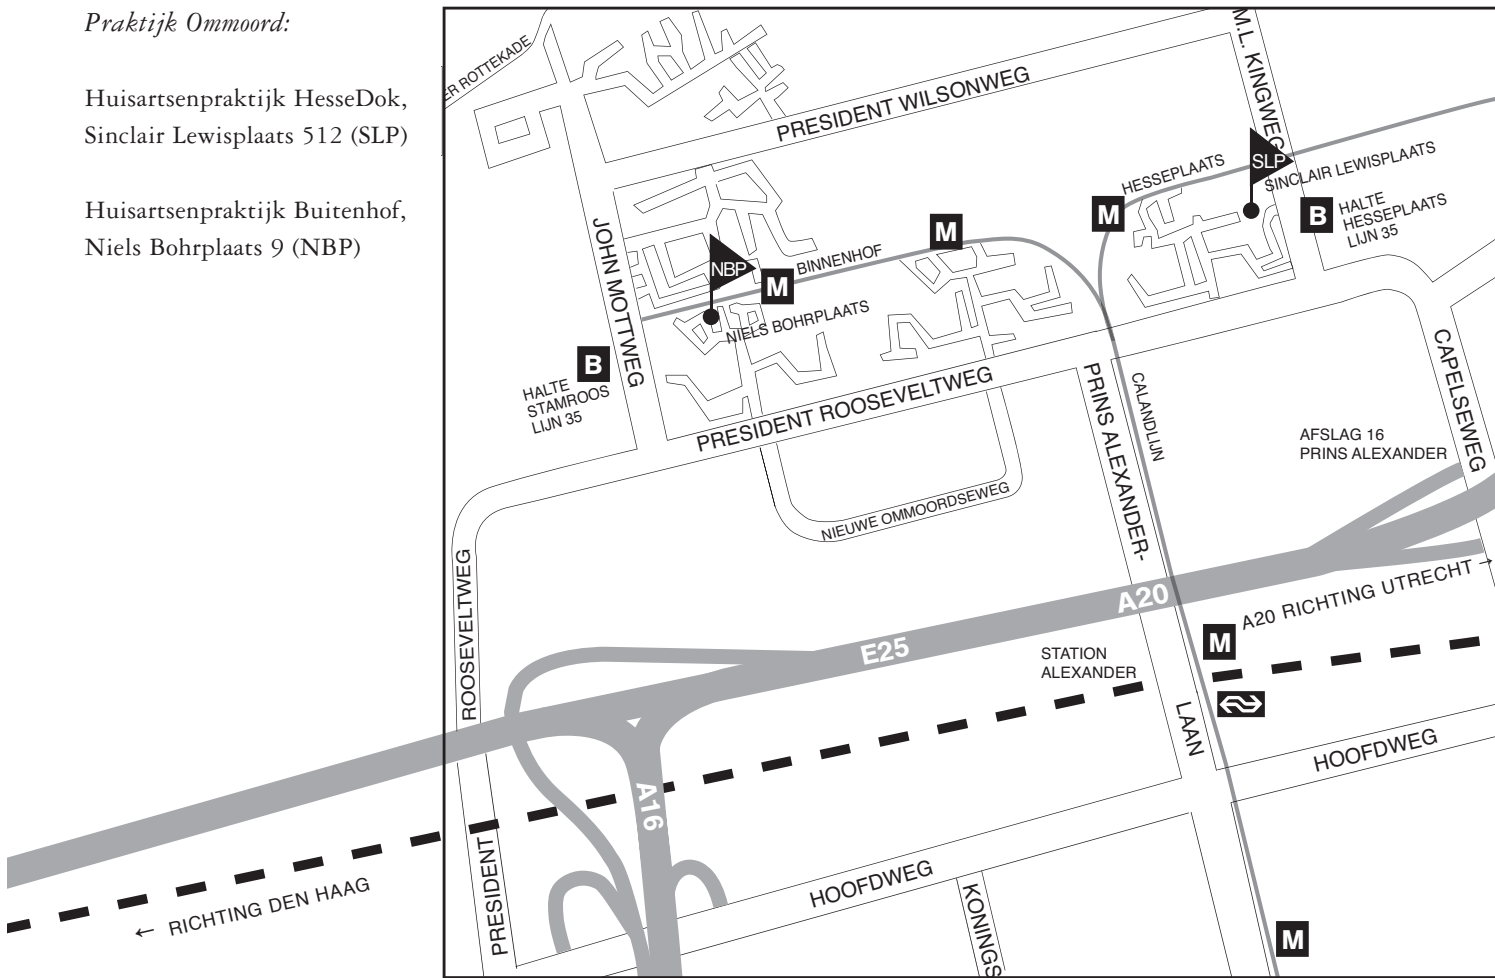 Praktijk Ommoord:
Huisartsenpraktijk HesseDok,
Sinclair Lewisplaats 512 (SLP)
Huisartsenpraktijk Buitenhof,
Niels Bohrplaats 9 (NBP)
ER ROTTEKADE
PRESIDENT WILSONWEG
M.L. KINGWEG
SLP
HESSEPLAATS
SINCLAIR LEWISPLAATS
M
B
HALTE
HESSEPLAATS
LIJN 35
M
JOHN MOTTWEG
NBP
M
BINNENHOF
NIELS BOHRPLAATS
B
HALTE
STAMROOS
LIJN 35
PRESIDENT ROOSEVELTWEG
PRINS ALEXANDER-
CALANDLIJN
CAPELSEWEG
AFSLAG 16
PRINS ALEXANDER
NIEUWE OMMOORDSEWEG
ROOSEVELTWEG
A20
E25
A20 RICHTING UTRECHT →
M
STATION
ALEXANDER
LAAN
HOOFDWEG
A16
PRESIDENT
← RICHTING DEN HAAG
HOOFDWEG
KONINGS
M